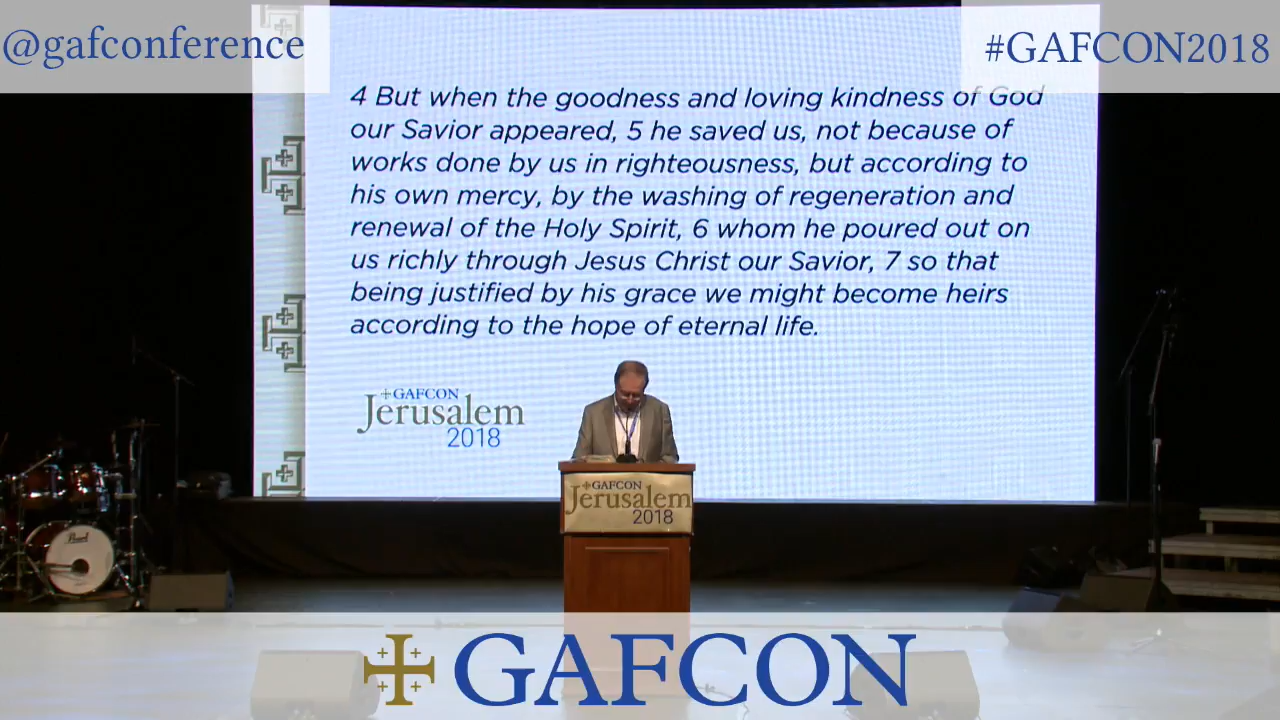 @gafconference
#GAFCON2018
4 But when the goodness and loving kindness of God
our Savior appeared, 5 he saved us, not because of
works done by us in righteousness, but according to
his own mercy, by the washing of regeneration and
renewal of the Holy Spirit, 6 whom he poured out on
us richly through Jesus Christ our Savior, 7 so that
being justified by his grace we might become heirs
according to the hope of eternal life.
GAFCON
Jerusalem
2018
GAFCON
Jerusalem
2018
Pearl
GAFCON